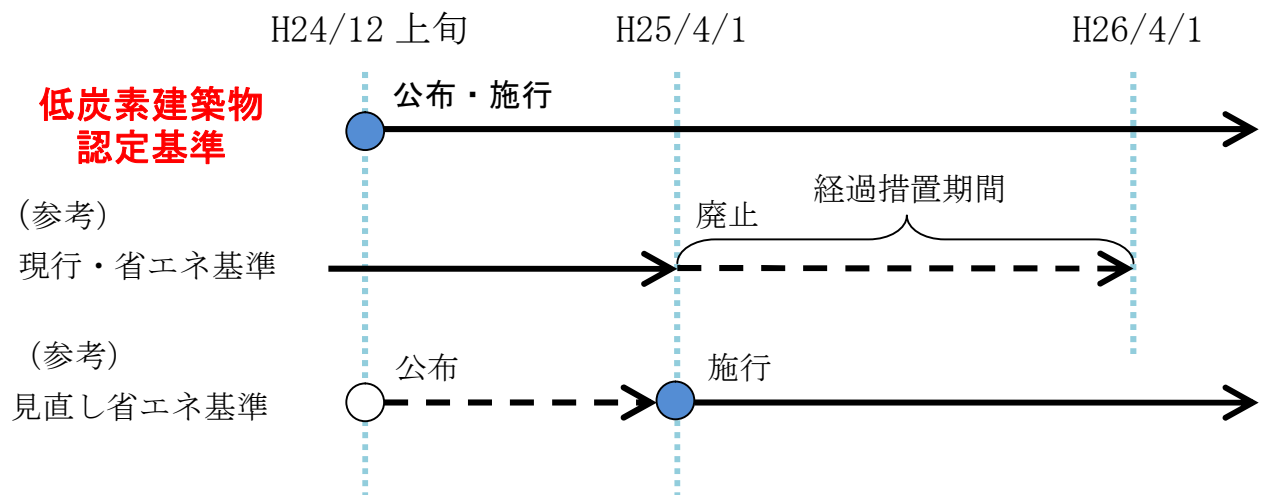 H24/12 上旬
H25/4/1
H26/4/1
低炭素建築物
認定基準
公布・施行
(参考)
現行・省エネ基準
廃止
経過措置期間
(参考)
見直し省エネ基準
公布
施行